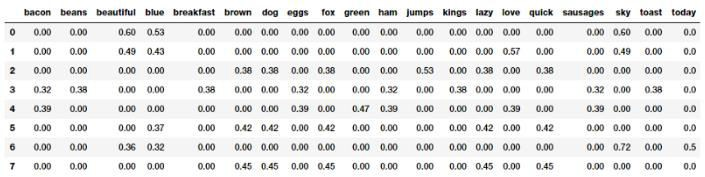 bacon beans beautiful blue breakfast brown dog eggs fox green ham jumps kings lazy love quick sausages sky toast today
0 0.00 0.00 0.60 0.53 0.00 0.00 0.00 0.00 0.00 0.00 0.00 0.00 0.00 0.00 0.00 0.00 0.00 0.60 0.00 0.0
1 0.00 0.00 0.49 0.43 0.00 0.00 0.00 0.00 0.00 0.00 0.00 0.00 0.00 0.00 0.57 0.00 0.00 0.49 0.00 0.0
2 0.00 0.00 0.00 0.00 0.00 0.38 0.38 0.00 0.38 0.00 0.00 0.53 0.00 0.38 0.00 0.38 0.00 0.00 0.00 0.0
3 0.32 0.38 0.00 0.00 0.38 0.00 0.00 0.32 0.00 0.00 0.32 0.00 0.38 0.00 0.00 0.00 0.32 0.00 0.38 0.0
4 0.39 0.00 0.00 0.00 0.00 0.00 0.00 0.39 0.00 0.47 0.39 0.00 0.00 0.00 0.39 0.00 0.39 0.00 0.00 0.0
5 0.00 0.00 0.00 0.37 0.00 0.42 0.42 0.00 0.42 0.00 0.00 0.00 0.00 0.42 0.00 0.42 0.00 0.00 0.00 0.0
6 0.00 0.00 0.36 0.32 0.00 0.00 0.00 0.00 0.00 0.00 0.00 0.00 0.00 0.00 0.00 0.00 0.00 0.72 0.00 0.5
7 0.00 0.00 0.00 0.00 0.00 0.45 0.45 0.00 0.45 0.00 0.00 0.00 0.00 0.45 0.00 0.45 0.00 0.00 0.00 0.0